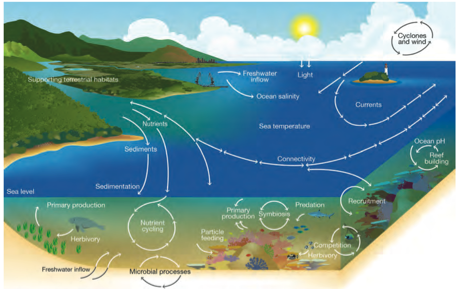 Cyclones
and wind
Supporting terrestrial habitats
Freshwater
inflow
Light
Ocean salinity
Currents
Nutrients
Sea temperature
Sediments
Ocean pH
Reef
building
Connectivity
Sedimentation
Sea level
Primary production
Primary
production
Symbiosis
Predation
Recruitment
Nutrient
cycling
Particle
feeding
Herbivory
Competition
Herbivory
Freshwater inflow
Microbial processes